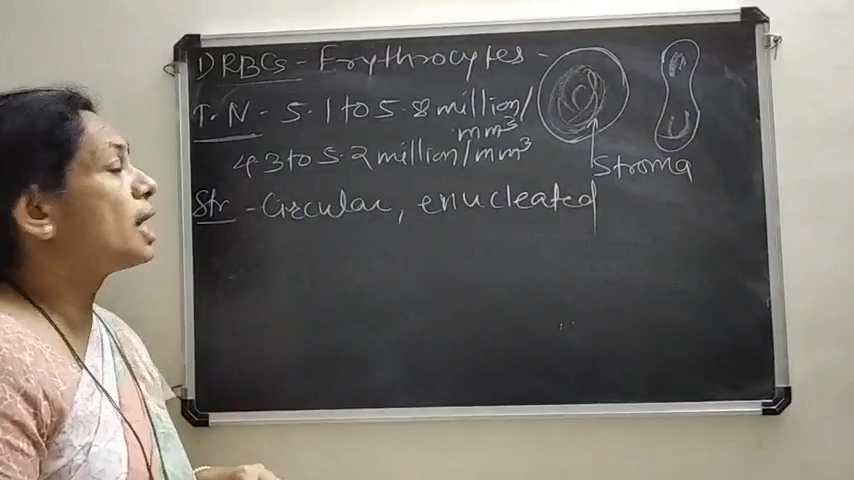 1) RBCs - Erythrocytes -
T.N - 5.1 to 5.8 million/mm³
4.3 to 5.2 million/mm³
Stroma
Str - Circular, enucleated